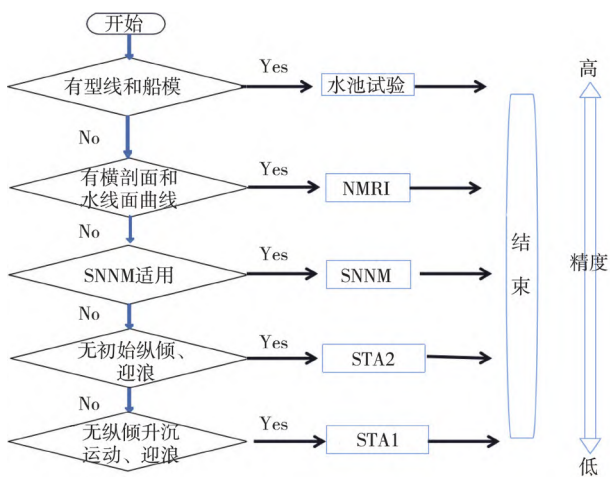 开始
有型线和船模
Yes
水池试验
高
No
有横剖面和
水线面曲线
Yes
NMRI
No
SNNM适用
Yes
SNNM
结
束
精度
No
无初始纵倾、
迎浪
Yes
STA2
No
无纵倾升沉
运动、迎浪
Yes
STA1
低